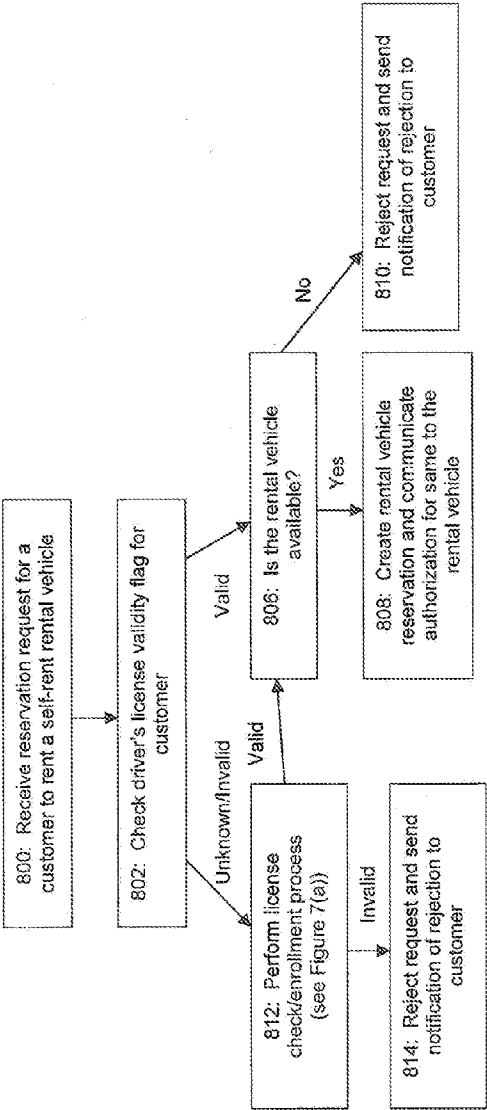 800: Receive reservation request for a
customer to rent a self-rent rental vehicle
802: Check driver's license validity flag for
customer
Unknown/Invalid
Valid
812: Perform license
check/enrollment process
(see Figure 7(a))
Valid
806: Is the rental vehicle
available?
Invalid
Yes
No
814: Reject request and send
notification of rejection to
customer
808: Create rental vehicle
reservation and communicate
authorization for same to the
rental vehicle
810: Reject request and send
notification of rejection to
customer